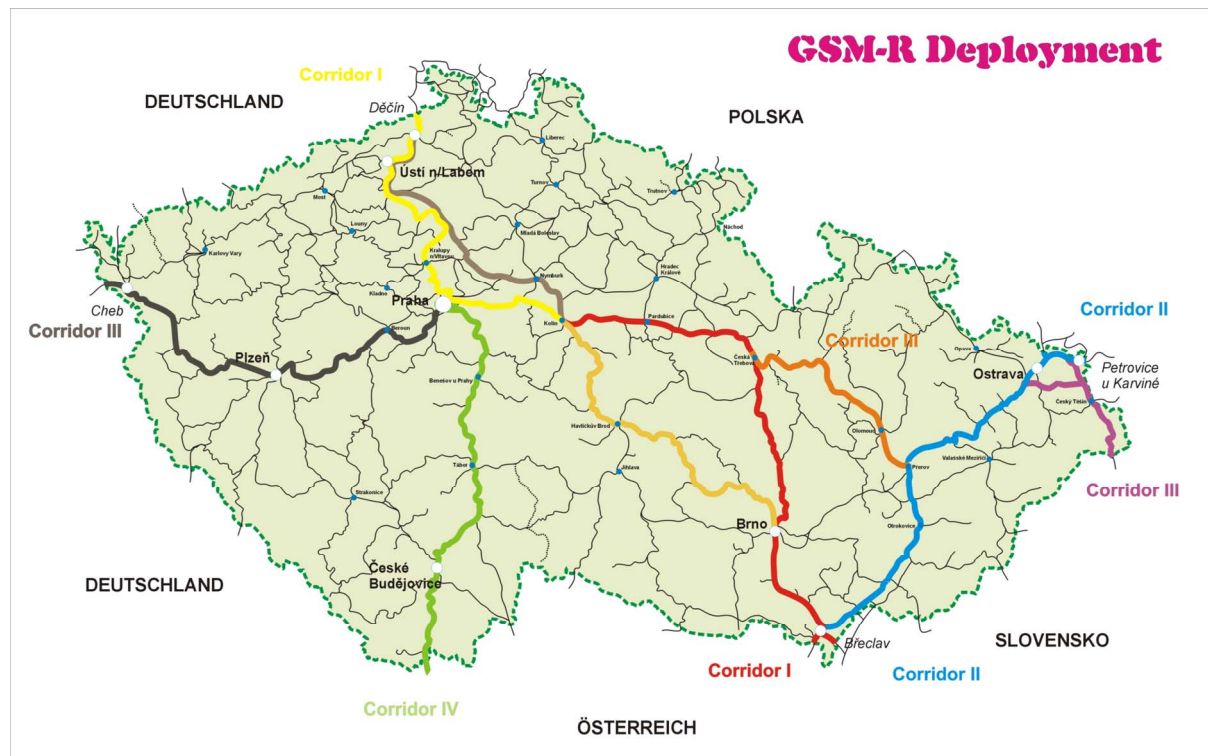 GSM-R Deployment
Corridor I
DEUTSCHLAND
Děčín
POLSKA
Liberec
Ústí n/Labem
Turnov
Trutnov
Most
Mladá Boleslav
Náchod
Louny
Karlovy Vary
Kralupy
n/Vltavou
Hradec
Králové
Nymburk
Kladno
Cheb
Praha
Corridor II
Corridor III
Kolín
Pardubice
Beroun
Corridor III
Opava
Plzeň
Česká
Třebová
Ostrava
Petrovice
u Karviné
Benešov u Prahy
Český Těšín
Havlíčkův Brod
Olomouc
Tábor
Jihlava
Přerov
Valašské Meziříčí
Corridor III
Strakonice
Brno
Otrokovice
České
Budějovice
DEUTSCHLAND
Břeclav
SLOVENSKO
Corridor I
Corridor II
Corridor IV
ÖSTERREICH